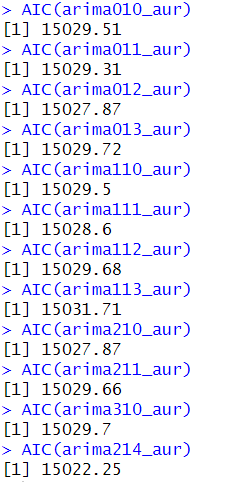 > AIC(arima010_aur)
[1] 15029.51
> AIC(arima011_aur)
[1] 15029.31
> AIC(arima012_aur)
[1] 15027.87
> AIC(arima013_aur)
[1] 15029.72
> AIC(arima110_aur)
[1] 15029.5
> AIC(arima111_aur)
[1] 15028.6
> AIC(arima112_aur)
[1] 15029.68
> AIC(arima113_aur)
[1] 15031.71
> AIC(arima210_aur)
[1] 15027.87
> AIC(arima211_aur)
[1] 15029.66
> AIC(arima310_aur)
[1] 15029.7
> AIC(arima214_aur)
[1] 15022.25